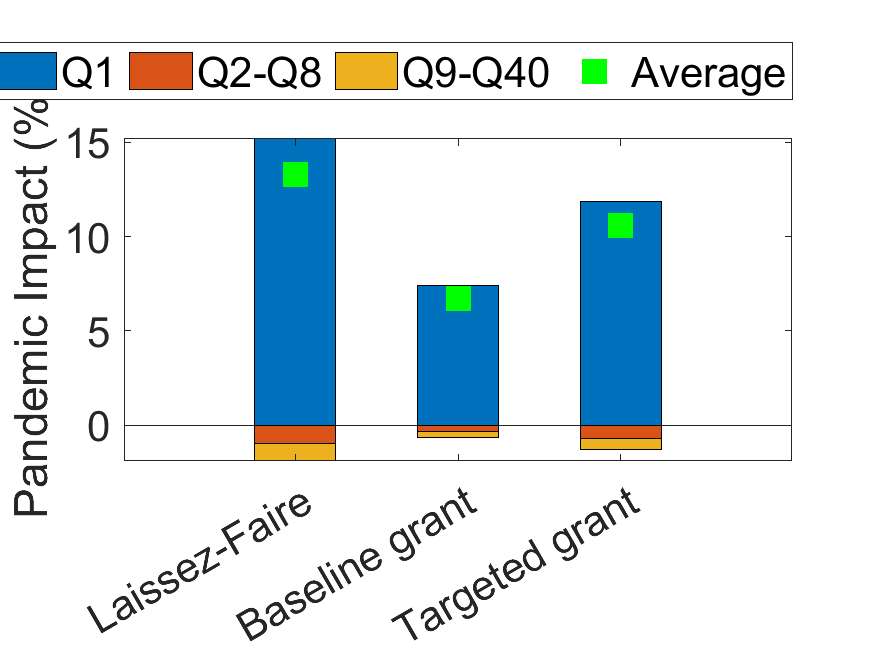 Q1 Q2-Q8 Q9-Q40 Average
Pandemic Impact (%
15
10
5
0
Laissez-Faire
Baseline grant
Targeted grant